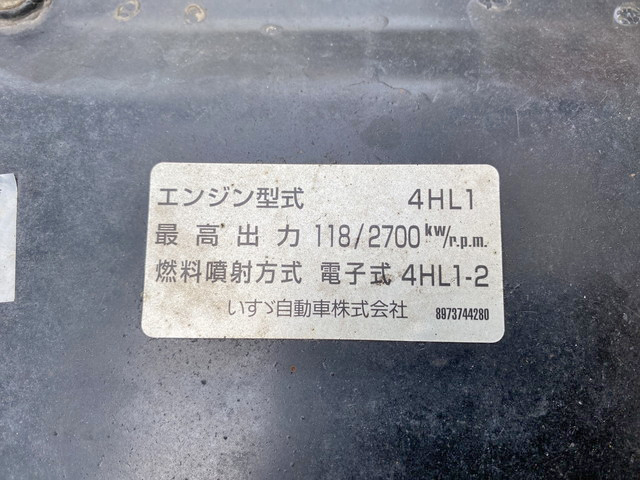 エンジン型式 4HL1
最高出力 118/2700 kw/r.p.m.
燃料噴射方式 電子式 4HL1-2
いすゞ自動車株式会社 8973744280